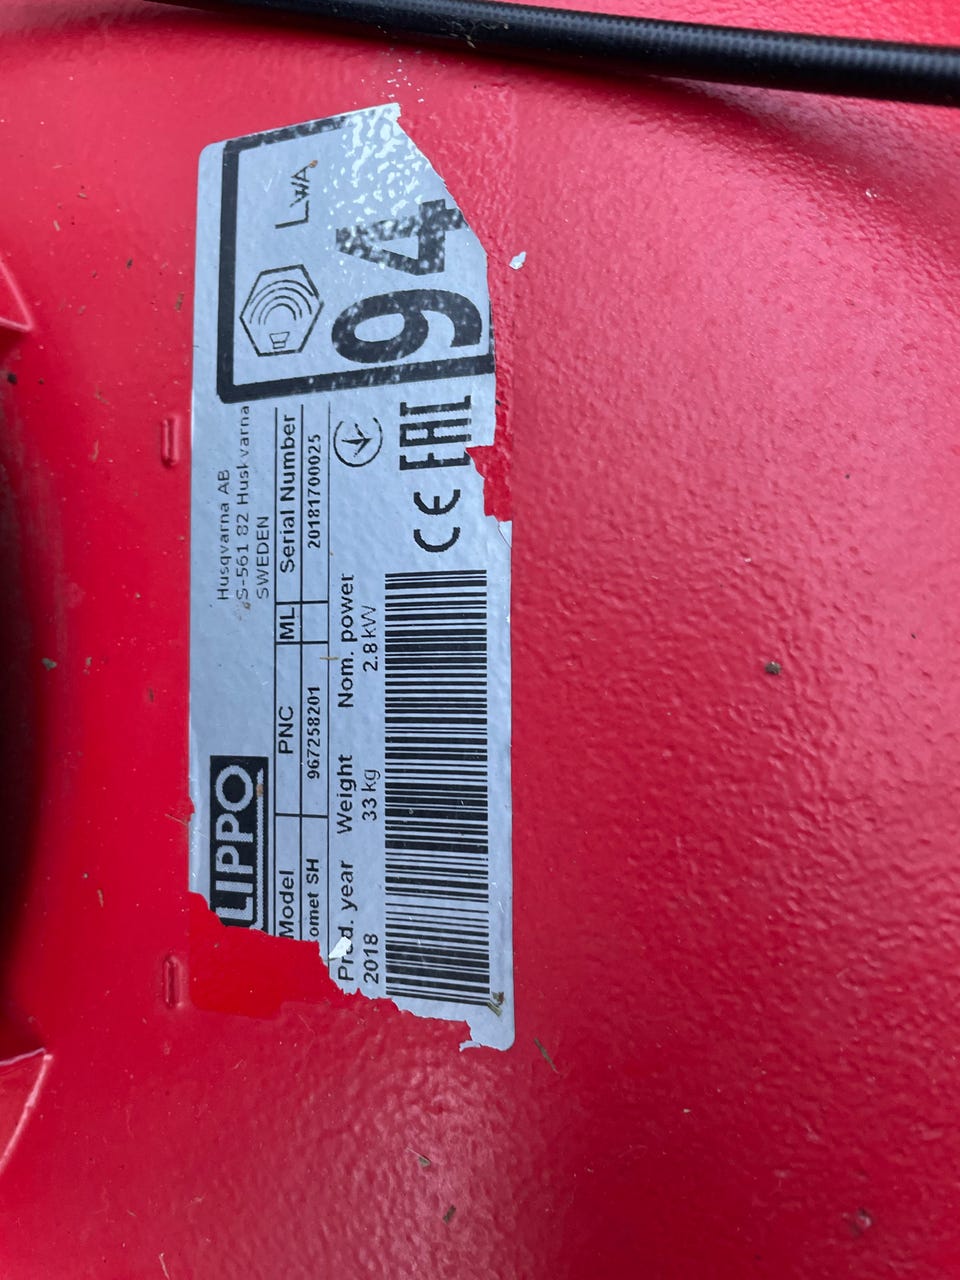 LIPPO
Husqvarna AB
S-561 82 Huskvarna
SWEDEN
Model PNC ML Serial Number
omet SH 967258201 20181700025
Prod. year Weight Nom. power
2018 33 kg 2.8 kW
CE EAC
LWA
94